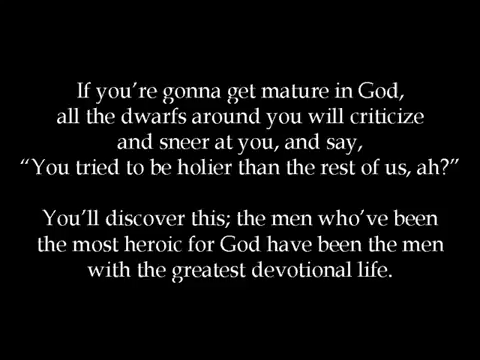 If you’re gonna get mature in God,
all the dwarfs around you will criticize
and sneer at you, and say,
“You tried to be holier than the rest of us, ah?”
You’ll discover this; the men who’ve been
the most heroic for God have been the men
with the greatest devotional life.